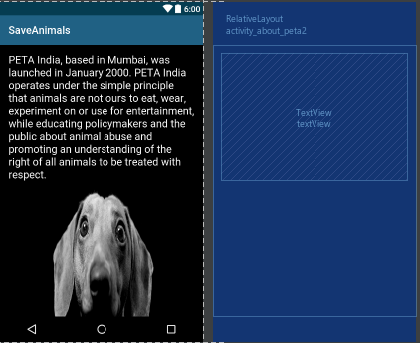 6:00
SaveAnimals
PETA India, based in Mumbai, was
launched in January 2000. PETA India
operates under the simple principle
that animals are not ours to eat, wear,
experiment on or use for entertainment,
while educating policymakers and the
public about animal abuse and
promoting an understanding of the
right of all animals to be treated with
respect.
RelativeLayout
activity_about_peta2
TextView
textView